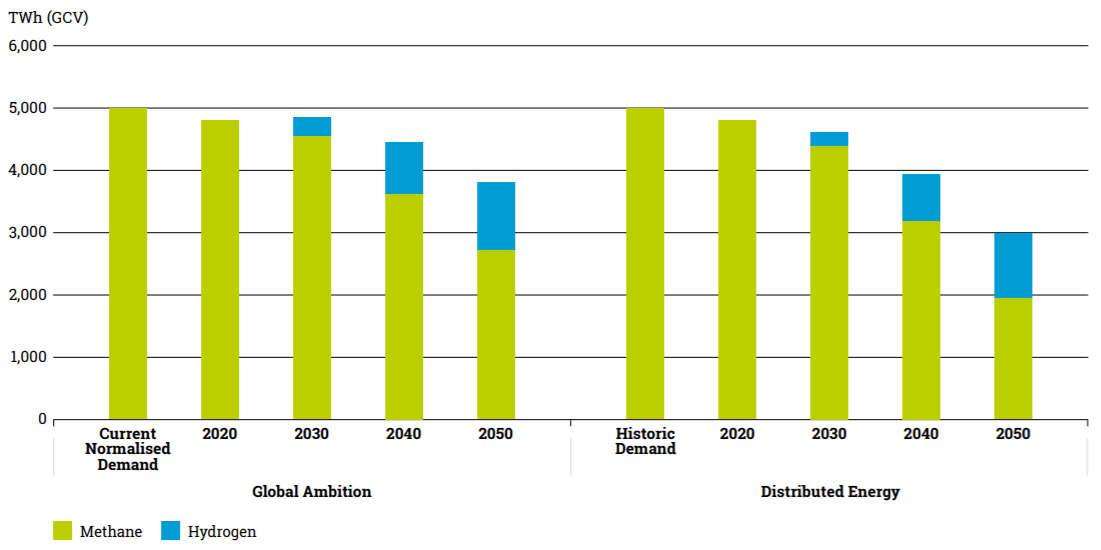 TWh (GCV)
6,000
5,000
4,000
3,000
2,000
1,000
0
Current
Normalised
Demand
2020
2030
2040
2050
Historic
Demand
2020
2030
2040
2050
Global Ambition
Distributed Energy
Methane
Hydrogen